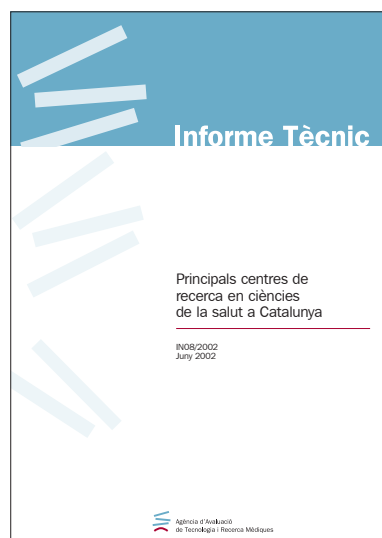 Informe Tècnic
Principals centres de
recerca en ciències
de la salut a Catalunya
IN08/2002
Juny 2002
Agència d'Avaluació
de Tecnologia i Recerca Mèdiques